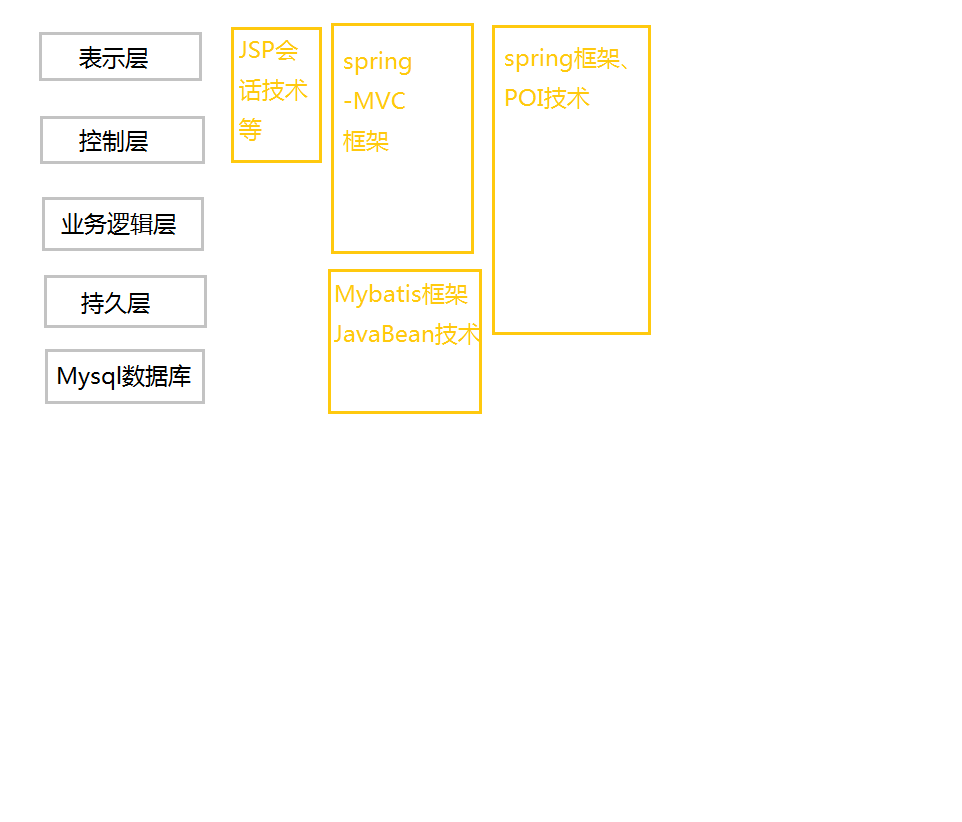 表示层
控制层
业务逻辑层
持久层
Mysql数据库
JSP会
话技术
等
spring
-MVC
框架
Mybatis框架
JavaBean技术
spring框架、
POI技术